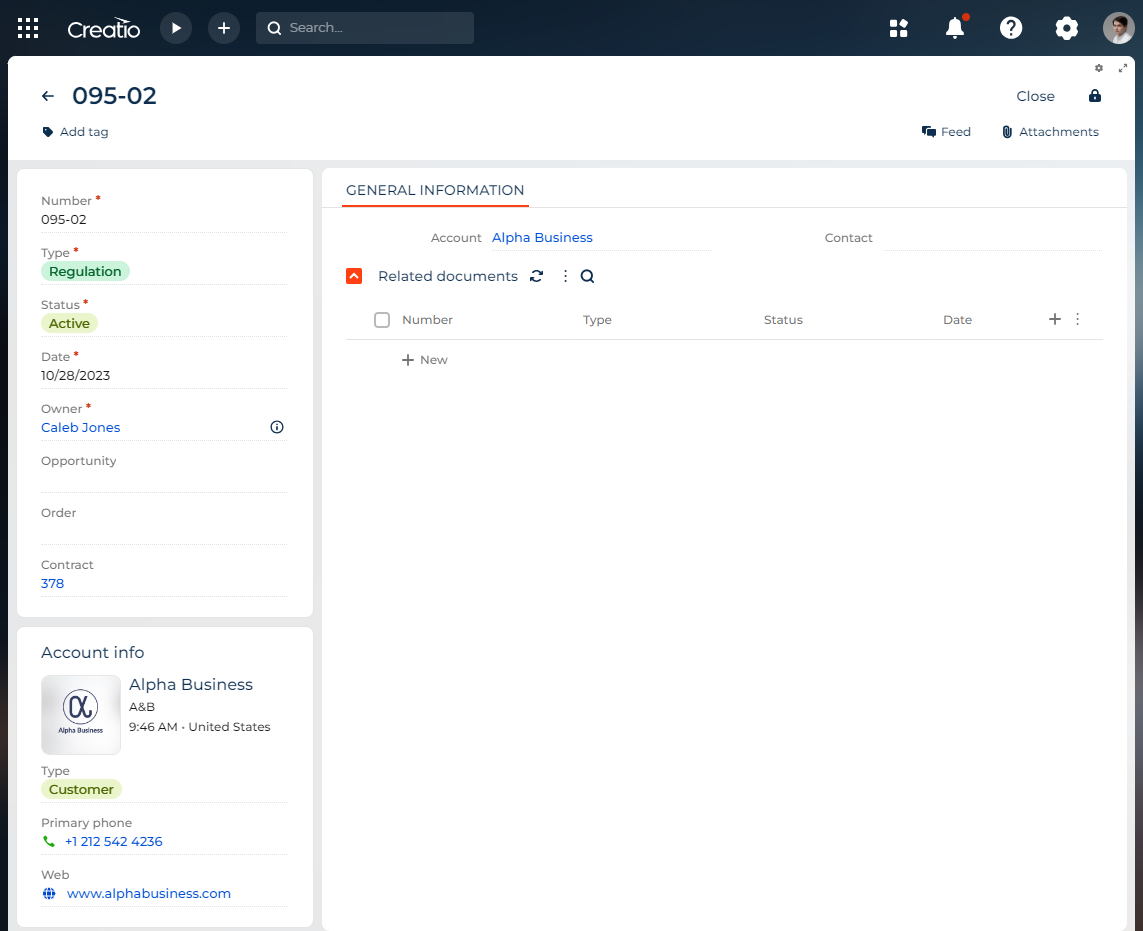 Creatio
Search...
095-02
Close
Add tag
Feed
Attachments
Number *
095-02
Type *
Regulation
Status *
Active
Date *
10/28/2023
Owner *
Caleb Jones
Opportunity
Order
Contract
378
Account info
Alpha Business
Alpha Business
A&B
9:46 AM • United States
Type
Customer
Primary phone
+1 212 542 4236
Web
www.alphabusiness.com
GENERAL INFORMATION
Account Alpha Business Contact
Related documents
Number Type Status Date
New